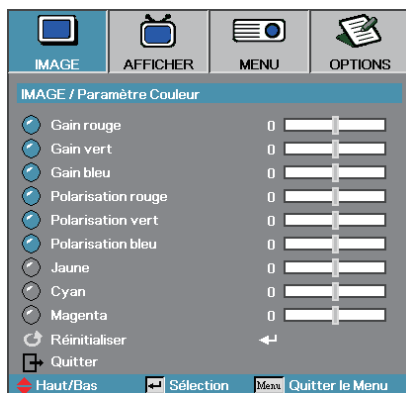 IMAGE AFFICHER MENU OPTIONS
IMAGE / Paramètre Couleur
Gain rouge 0
Gain vert 0
Gain bleu 0
Polarisation rouge 0
Polarisation vert 0
Polarisation bleu 0
Jaune 0
Cyan 0
Magenta 0
Réinitialiser
Quitter
Haut/Bas Sélection Menu Quitter le Menu